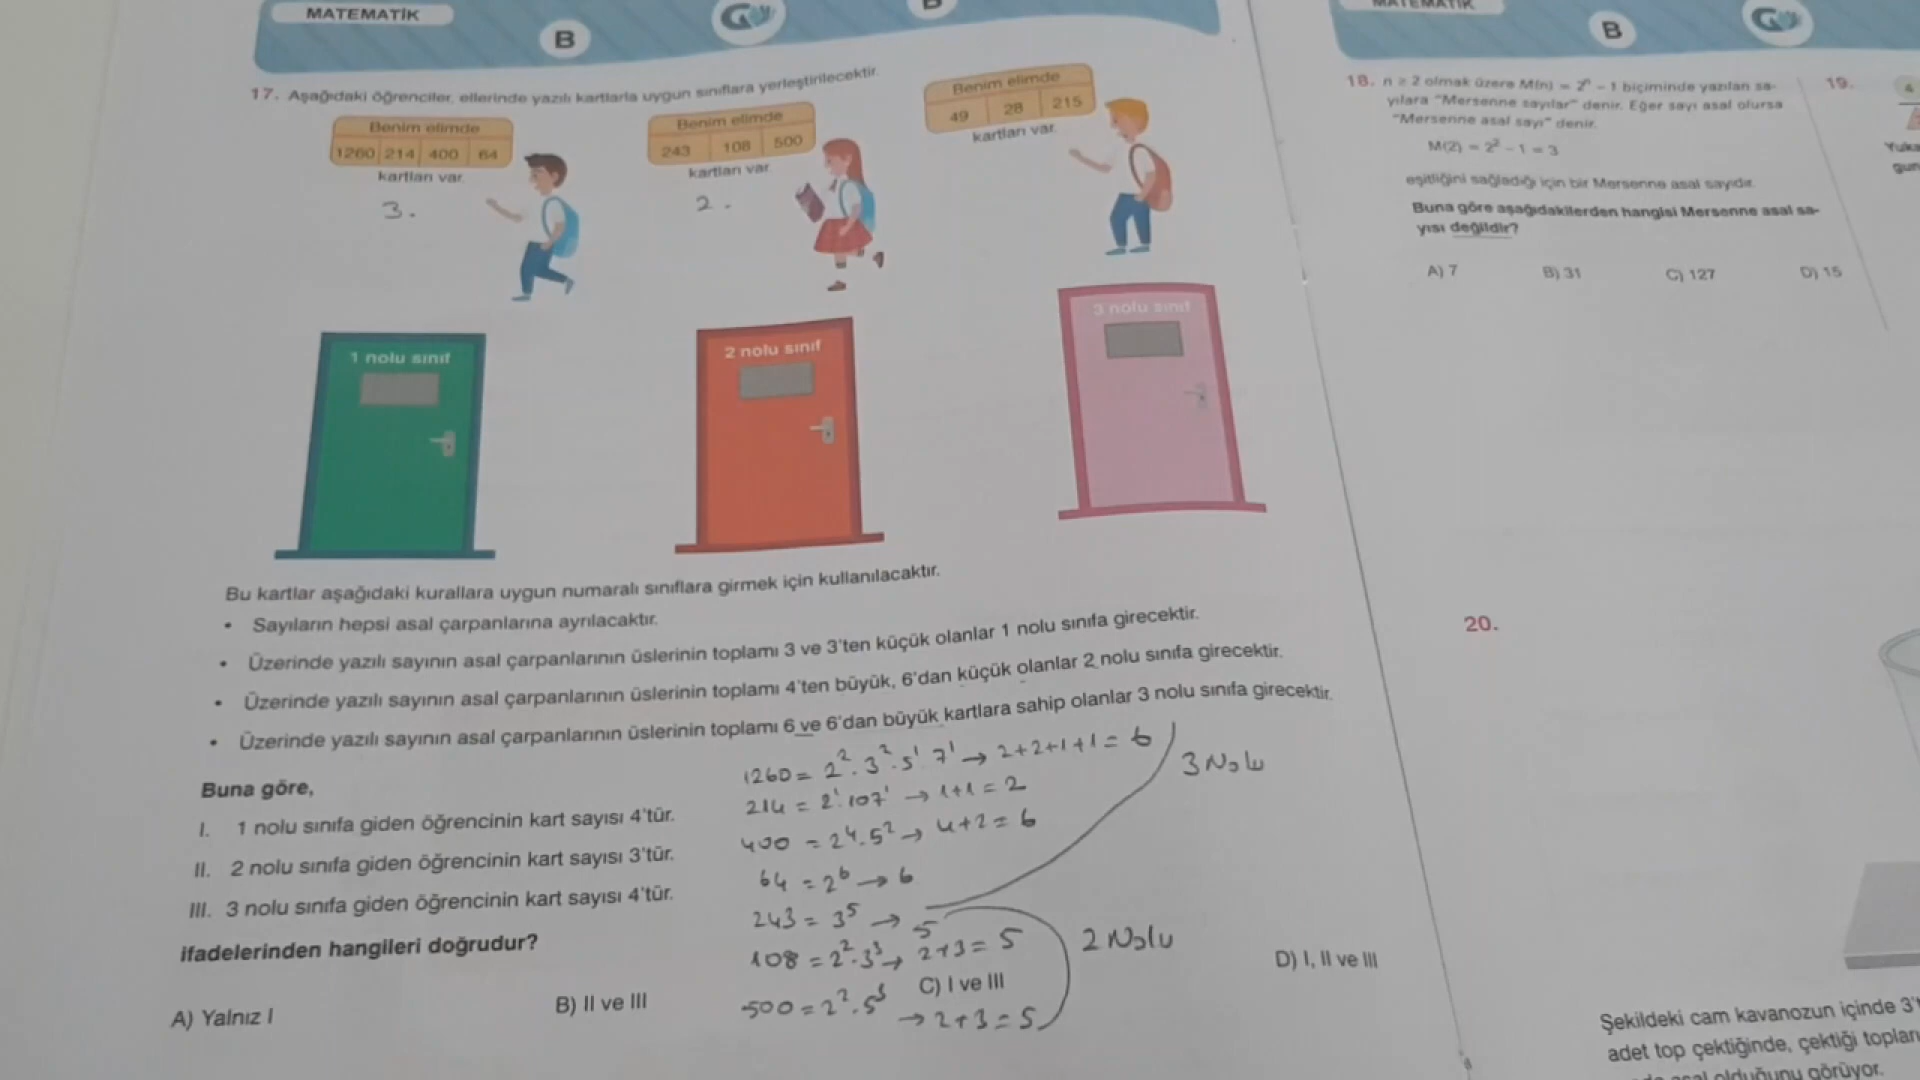 MATEMATİK
B
17. Aşağıdaki öğrenciler, ellerinde yazılı kartlarla uygun sınıflara yerleştirilecektir.
Benim elimde
1260 214 400 64
kartları var.
3.
Benim elimde
243 108 500
kartları var.
2.
Benim elimde
49 28 215
kartları var.
1 nolu sınıf
2 nolu sınıf
3 nolu sınıf
Bu kartlar aşağıdaki kurallara uygun numaralı sınıflara girmek için kullanılacaktır.
• Sayıların hepsi asal çarpanlarına ayrılacaktır.
• Üzerinde yazılı sayının asal çarpanlarının üslerinin toplamı 3 ve 3'ten küçük olanlar 1 nolu sınıfa girecektir.
• Üzerinde yazılı sayının asal çarpanlarının üslerinin toplamı 4'ten büyük, 6'dan küçük olanlar 2 nolu sınıfa girecektir.
• Üzerinde yazılı sayının asal çarpanlarının üslerinin toplamı 6 ve 6'dan büyük kartlara sahip olanlar 3 nolu sınıfa girecektir.
Buna göre,
I. 1 nolu sınıfa giden öğrencinin kart sayısı 4'tür.
II. 2 nolu sınıfa giden öğrencinin kart sayısı 3'tür.
III. 3 nolu sınıfa giden öğrencinin kart sayısı 4'tür.
ifadelerinden hangileri doğrudur?
A) Yalnız I
B) II ve III
C) I ve III
D) I, II ve III
1260 = 2².3².5¹.7¹ → 2+2+1+1 = 6
214 = 2¹.107¹ → 1+1 = 2
400 = 2⁴.5² → 4+2 = 6
64 = 2⁶ → 6
3 Nolu
243 = 3⁵ → 5
108 = 2².3³ → 2+3 = 5
500 = 2².5³ → 2+3 = 5
2 Nolu
MATEMATİK
B
18. n ≥ 2 olmak üzere M(n) = 2ⁿ - 1 biçiminde yazılan sa-
yılara "Mersenne sayılar" denir. Eğer sayı asal olursa
"Mersenne asal sayı" denir.
M(2) = 2² - 1 = 3
eşitliğini sağladığı için bir Mersenne asal sayıdır.
Buna göre aşağıdakilerden hangisi Mersenne asal sa-
yısı değildir?
A) 7
B) 31
C) 127
D) 15
19.
4
Yuka
gun
20.
Şekildeki cam kavanozun içinde 3'
adet top çektiğinde, çektiği topları
asal olduğunu görüyor.